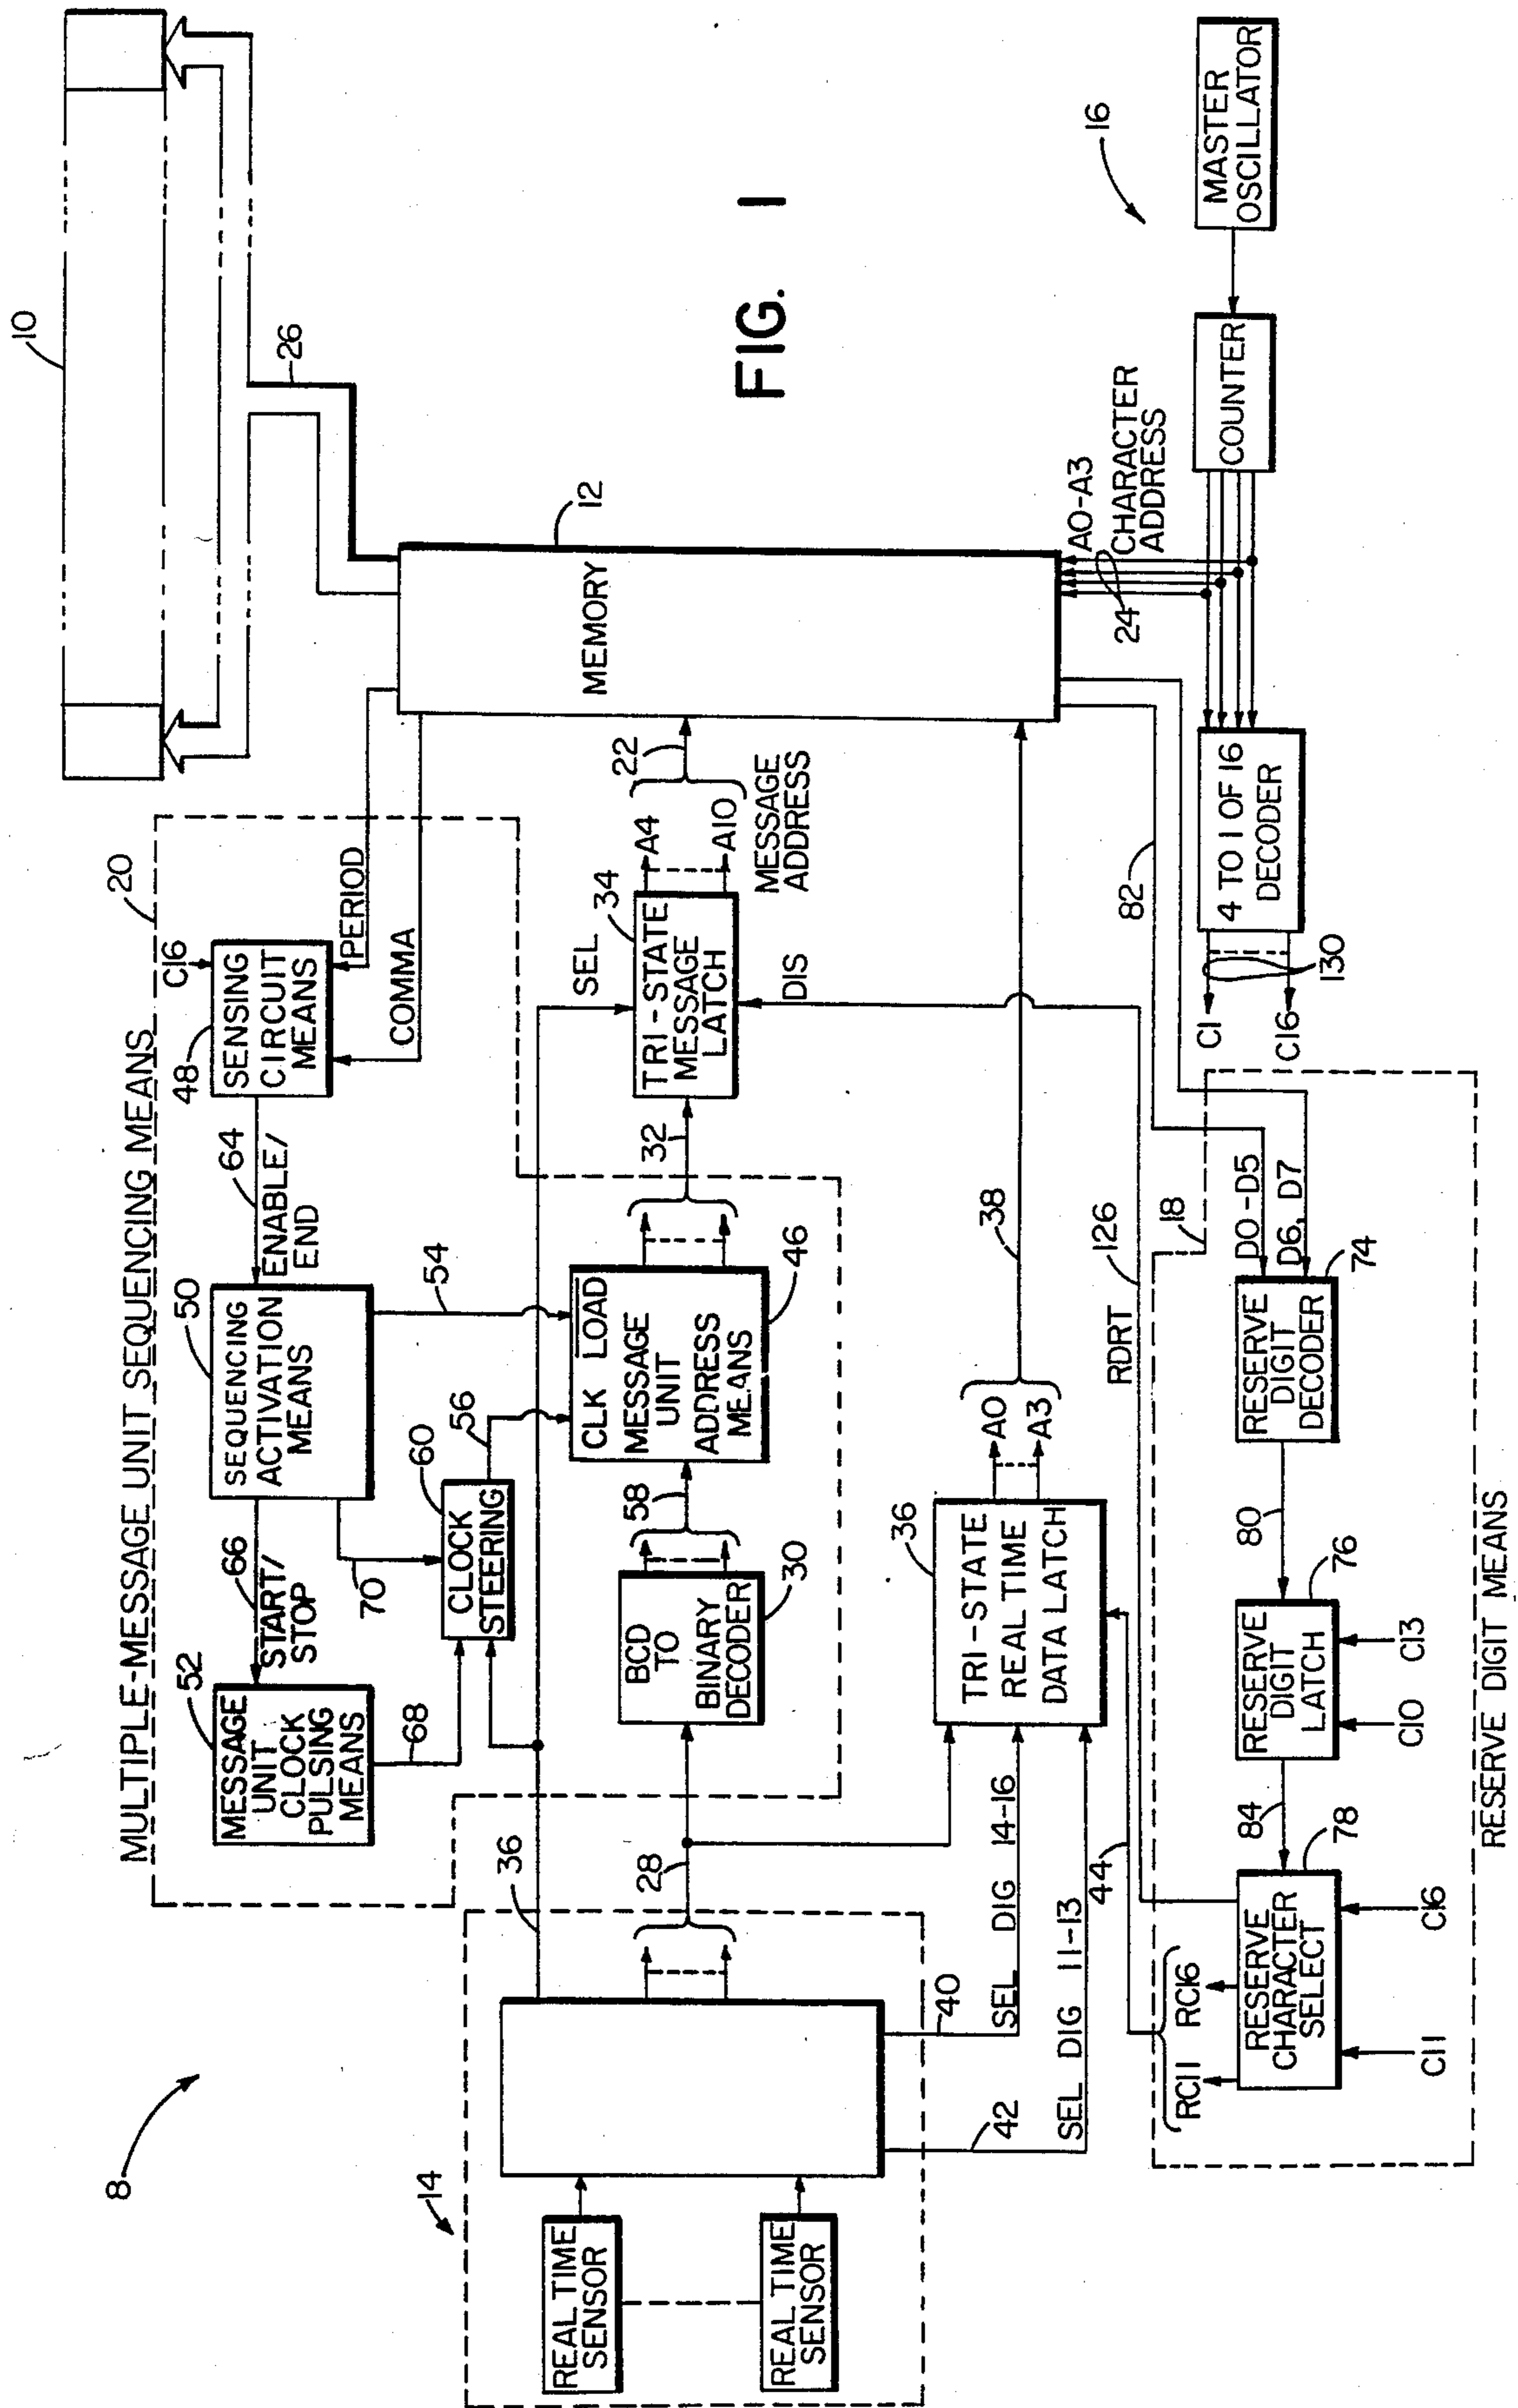 10
26
FIG. 1
16
MASTER
OSCILLATOR
COUNTER
A0-A3
CHARACTER
ADDRESS
24
12
MEMORY
4 TO 1 OF 16
DECODER
C1
C16
130
82
MULTIPLE-MESSAGE UNIT SEQUENCING MEANS
20
C16
48
SENSING
CIRCUIT
MEANS
PERIOD
COMMA
64
ENABLE/
END
50
SEQUENCING
ACTIVATION
MEANS
66
START/
STOP
70
52
MESSAGE
UNIT
CLOCK
PULSING
MEANS
68
60
CLOCK
STEERING
56
54
CLK LOAD
MESSAGE
UNIT
ADDRESS
MEANS
46
58
BCD
TO
BINARY
DECODER
30
32
SEL
TRI-STATE
MESSAGE
LATCH
34
DIS
A4
A10
22
MESSAGE
ADDRESS
36
28
36
TRI-STATE
REAL TIME
DATA LATCH
A0
A3
38
SEL DIG 14-16
SEL DIG 11-13
40
42
44
8
14
REAL TIME
SENSOR
REAL TIME
SENSOR
RDRT
126
18
D0-D5
D6, D7
RESERVE
DIGIT
DECODER
74
80
RESERVE
DIGIT
LATCH
76
C10
C13
84
RESERVE
CHARACTER
SELECT
78
C11
C16
RC11
RC16
RESERVE DIGIT MEANS